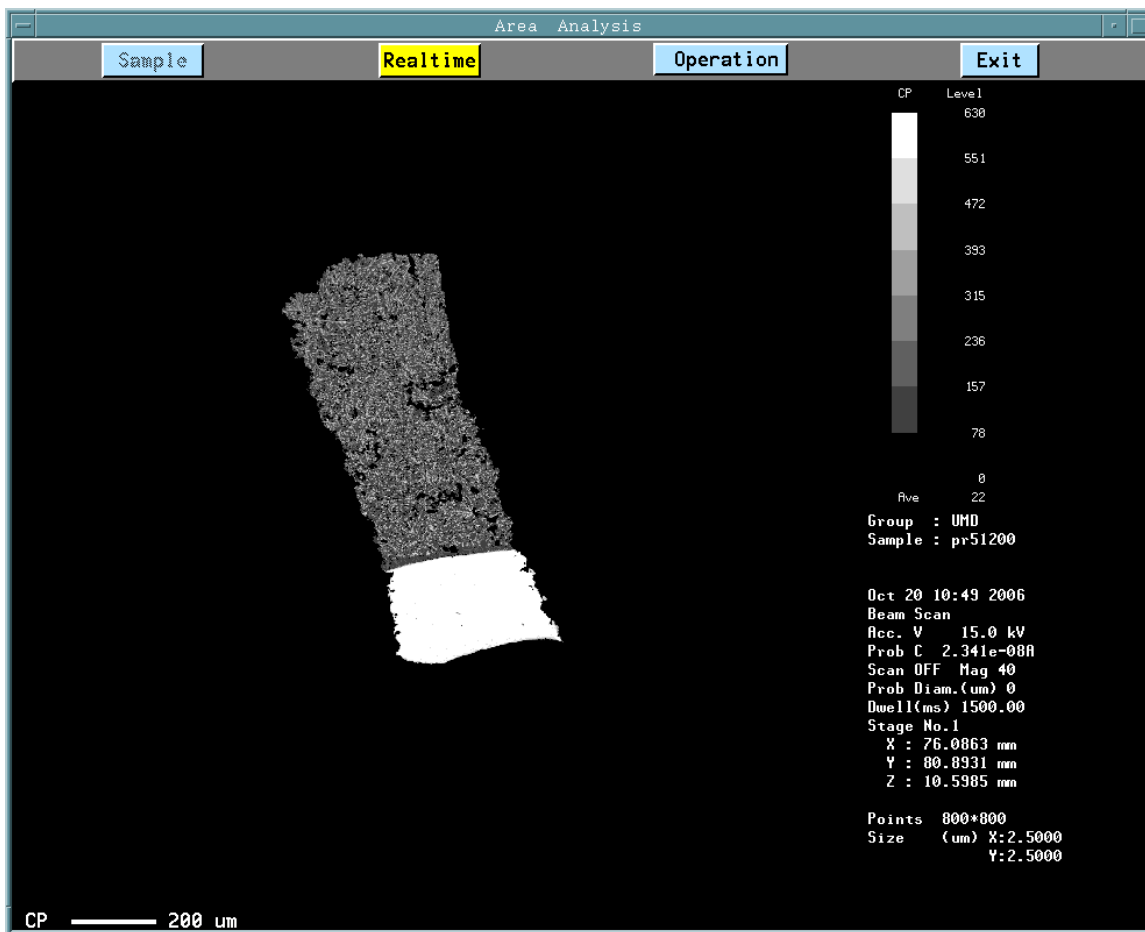 Area Analysis
Sample Realtime Operation Exit
CP Level
630
551
472
393
315
236
157
78
0
Ave 22
Group : UMD
Sample : pr51200
Oct 20 10:49 2006
Beam Scan
Acc. V 15.0 kV
Prob C 2.341e-08A
Scan OFF Mag 40
Prob Diam.(um) 0
Dwell(ms) 1500.00
Stage No.1
X : 76.0863 mm
Y : 80.8931 mm
Z : 10.5985 mm
Points 800*800
Size (um) X:2.5000
Y:2.5000
CP 200 um